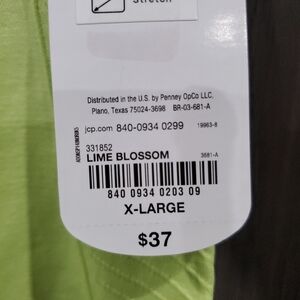 Stretch
Distributed in the U.S. by Penney OpCo LLC,
Plano, Texas 75024-3698 BR-03-681-A
jcp.com 840-0934 0299 19963-8
331852
LIME BLOSSOM 3681-A
840 0934 0203 09
X-LARGE
$37